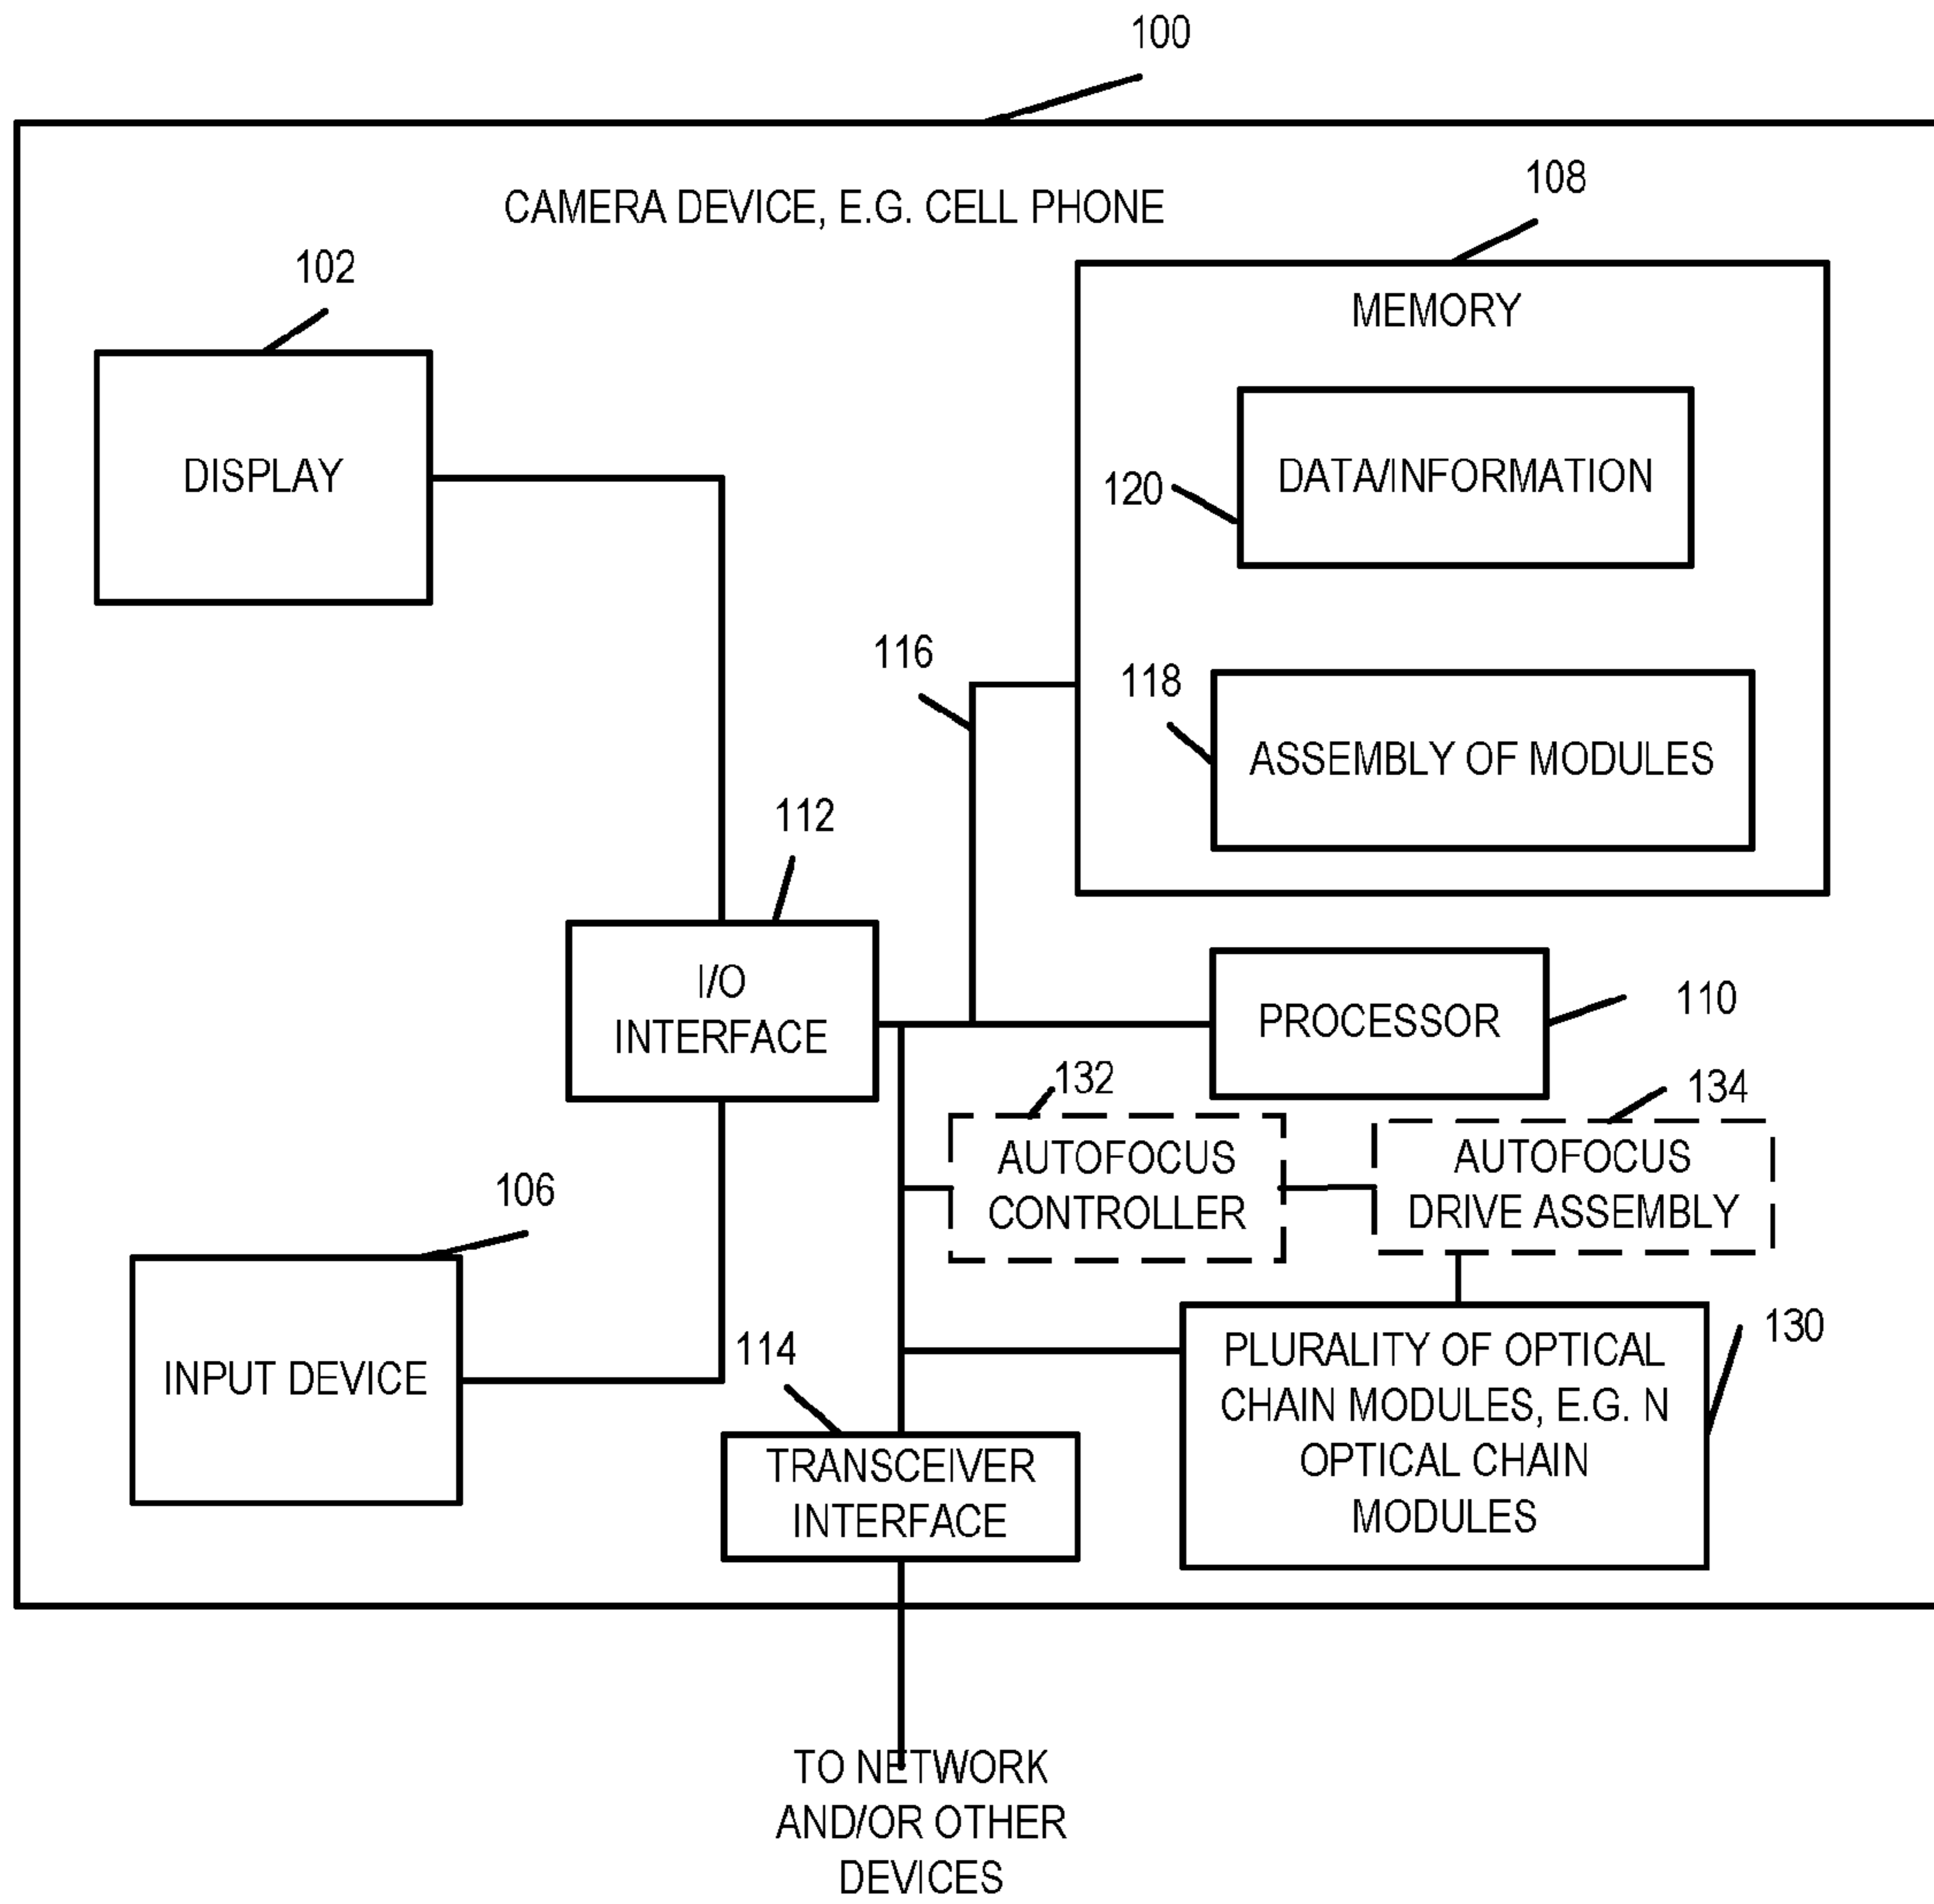 100
CAMERA DEVICE, E.G. CELL PHONE
108
102
MEMORY
DISPLAY
DATA/INFORMATION
120
116
118
ASSEMBLY OF MODULES
112
I/O
INTERFACE
PROCESSOR
110
132
134
AUTOFOCUS
CONTROLLER
AUTOFOCUS
DRIVE ASSEMBLY
106
INPUT DEVICE
114
TRANSCEIVER
INTERFACE
130
PLURALITY OF OPTICAL
CHAIN MODULES, E.G. N
OPTICAL CHAIN
MODULES
TO NETWORK
AND/OR OTHER
DEVICES